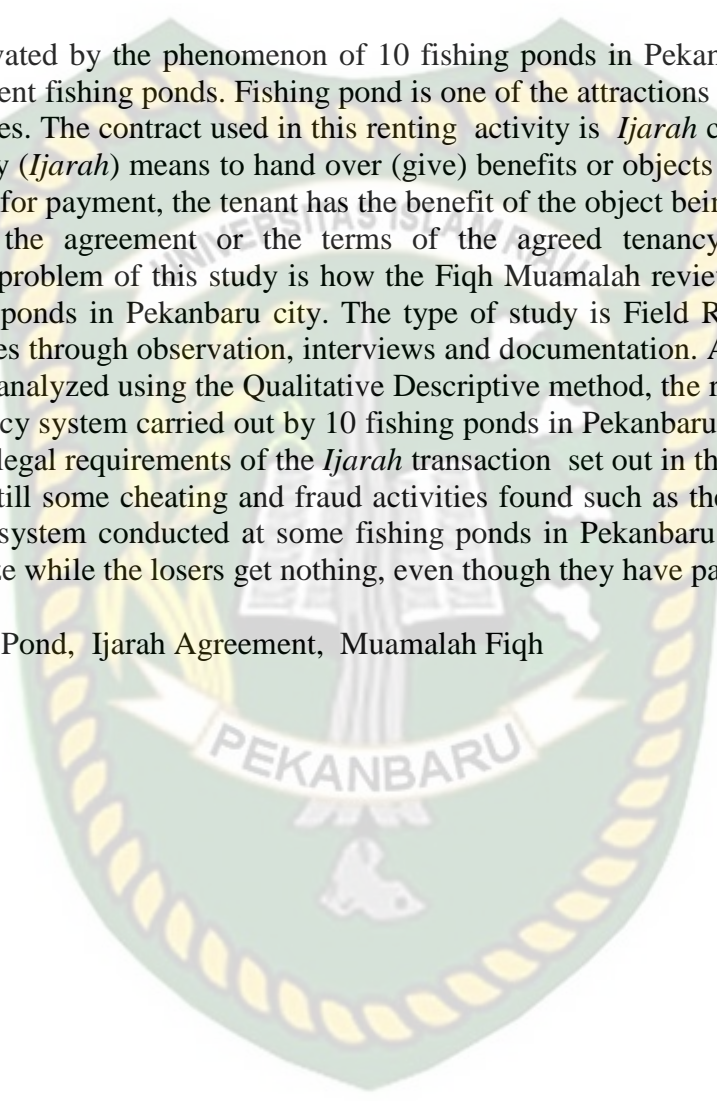 vated by the phenomenon of 10 fishing ponds in Pekan
ent fishing ponds. Fishing pond is one of the attractions
es. The contract used in this renting activity is Ijarah c
y (Ijarah) means to hand over (give) benefits or objects
for payment, the tenant has the benefit of the object bein
the agreement or the terms of the agreed tenancy
problem of this study is how the Fiqh Muamalah review
ponds in Pekanbaru city. The type of study is Field R
es through observation, interviews and documentation. A
analyzed using the Qualitative Descriptive method, the r
cy system carried out by 10 fishing ponds in Pekanbaru
legal requirements of the Ijarah transaction set out in th
till some cheating and fraud activities found such as the
system conducted at some fishing ponds in Pekanbaru
ze while the losers get nothing, even though they have pa
Pond, Ijarah Agreement, Muamalah Fiqh
UNIVERSITAS ISLAM RIAU
PEKANBARU